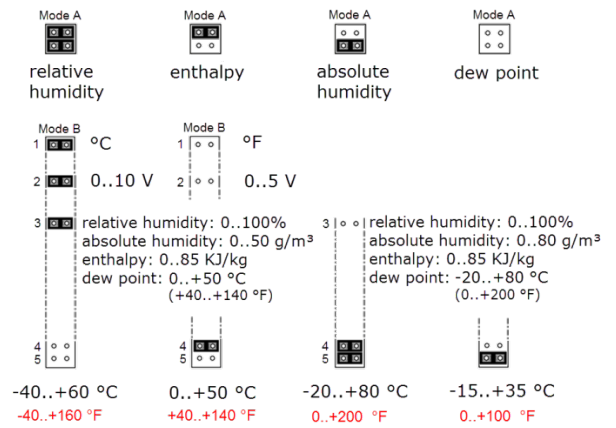 Mode A
Mode A
Mode A
Mode A
relative humidity
enthalpy
absolute humidity
dew point
Mode B
1 °C
2 0..10 V
Mode B
1 °F
2 0..5 V
3 relative humidity: 0..100%
absolute humidity: 0..50 g/m³
enthalpy: 0..85 KJ/kg
dew point: 0..+50 °C
(+40..+140 °F)
3 relative humidity: 0..100%
absolute humidity: 0..80 g/m³
enthalpy: 0..85 KJ/kg
dew point: -20..+80 °C
(0..+200 °F)
4
5
4
5
4
5
4
5
-40..+60 °C
-40..+160 °F
0..+50 °C
+40..+140 °F
-20..+80 °C
0..+200 °F
-15..+35 °C
0..+100 °F